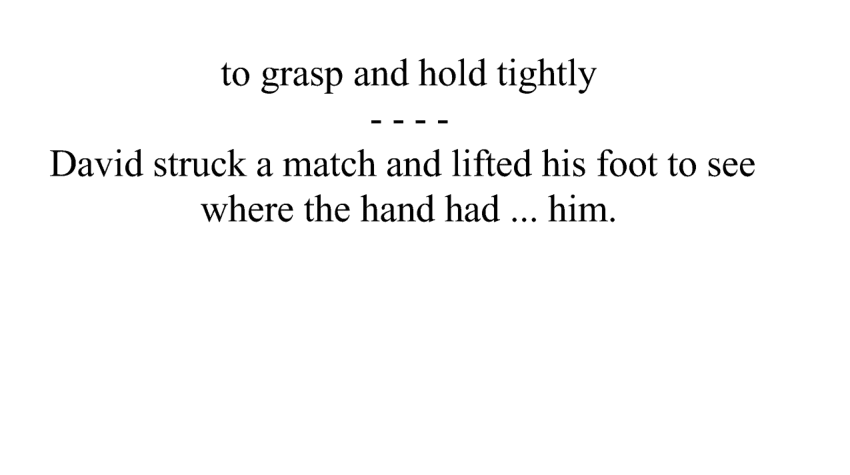 to grasp and hold tightly
- - - -
David struck a match and lifted his foot to see
where the hand had ... him.